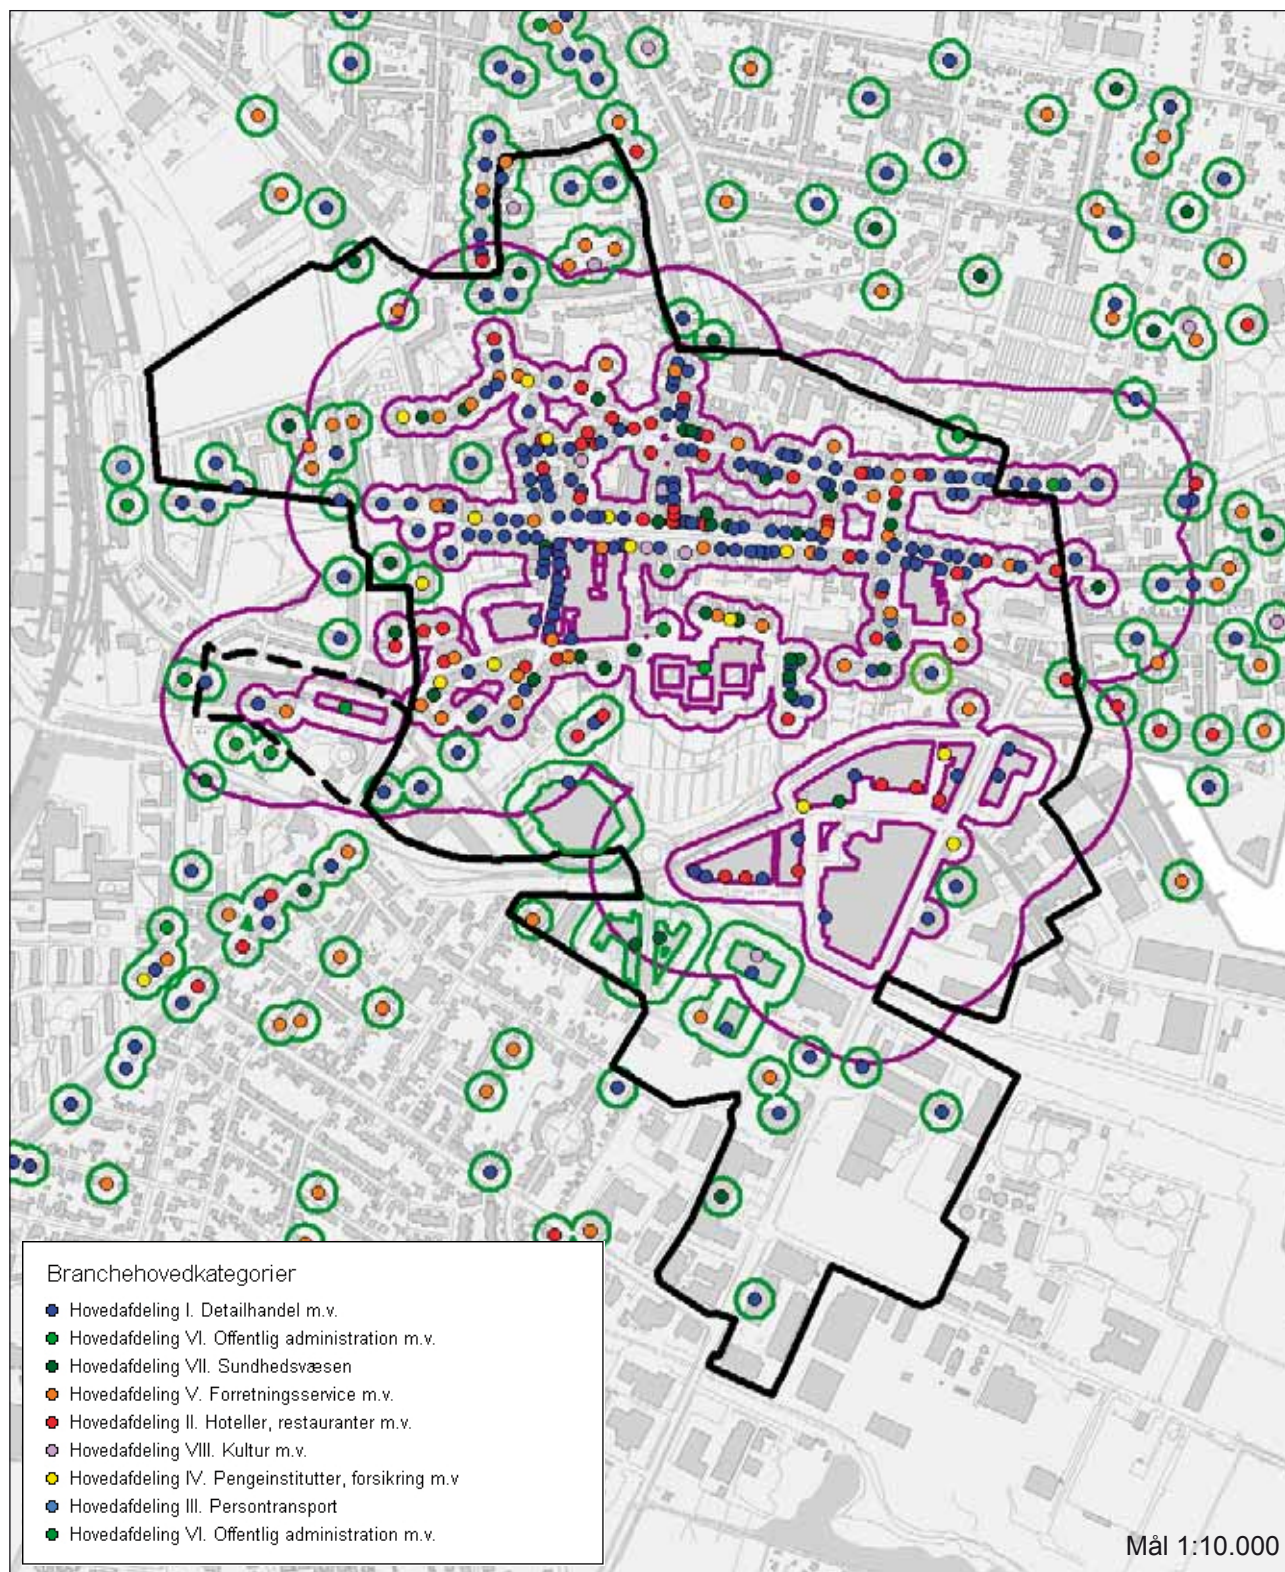 Branchehovedkategorier
Hovedafdeling I. Detailhandel m.v.
Hovedafdeling VI. Offentlig administration m.v.
Hovedafdeling VII. Sundhedsvæsen
Hovedafdeling V. Forretningsservice m.v.
Hovedafdeling II. Hoteller, restauranter m.v.
Hovedafdeling VIII. Kultur m.v.
Hovedafdeling IV. Pengeinstitutter, forsikring m.v
Hovedafdeling III. Persontransport
Hovedafdeling VI. Offentlig administration m.v.
Mål 1:10.000